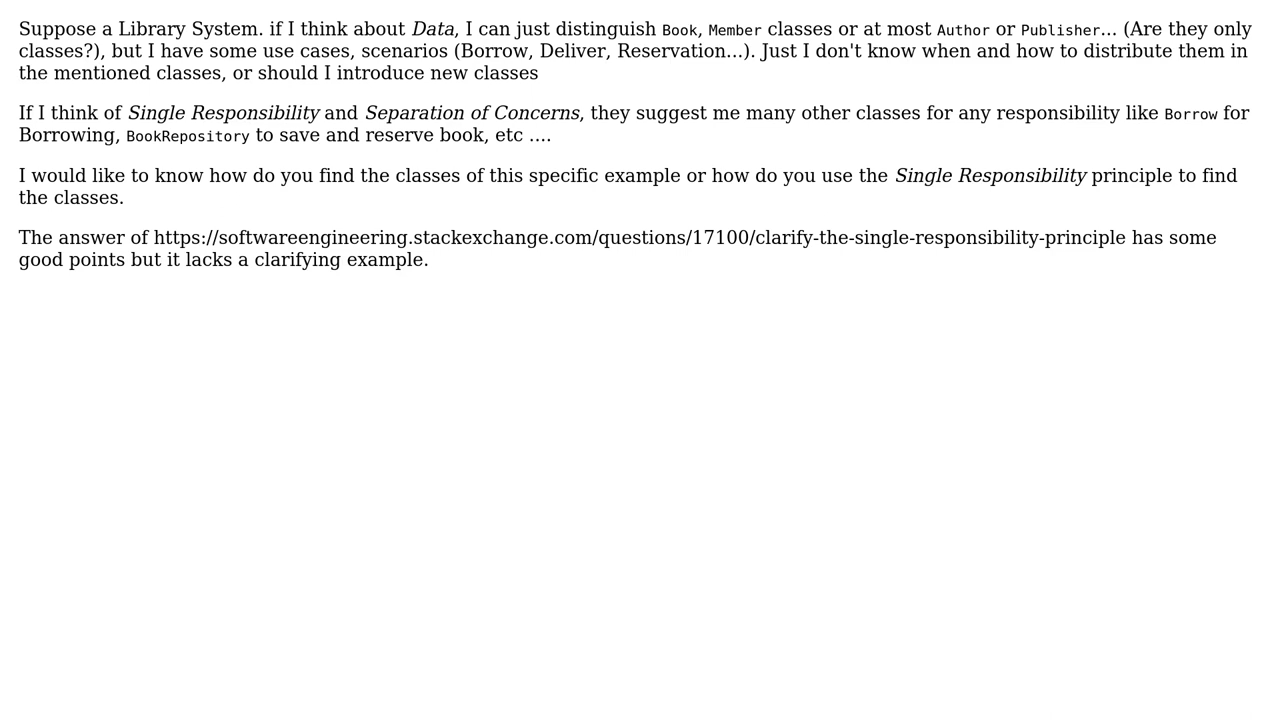 Suppose a Library System. if I think about Data, I can just distinguish Book, Member classes or at most Author or Publisher... (Are they only
classes?), but I have some use cases, scenarios (Borrow, Deliver, Reservation...). Just I don't know when and how to distribute them in
the mentioned classes, or should I introduce new classes
If I think of Single Responsibility and Separation of Concerns, they suggest me many other classes for any responsibility like Borrow for
Borrowing, BookRepository to save and reserve book, etc ....
I would like to know how do you find the classes of this specific example or how do you use the Single Responsibility principle to find
the classes.
The answer of https://softwareengineering.stackexchange.com/questions/17100/clarify-the-single-responsibility-principle has some
good points but it lacks a clarifying example.